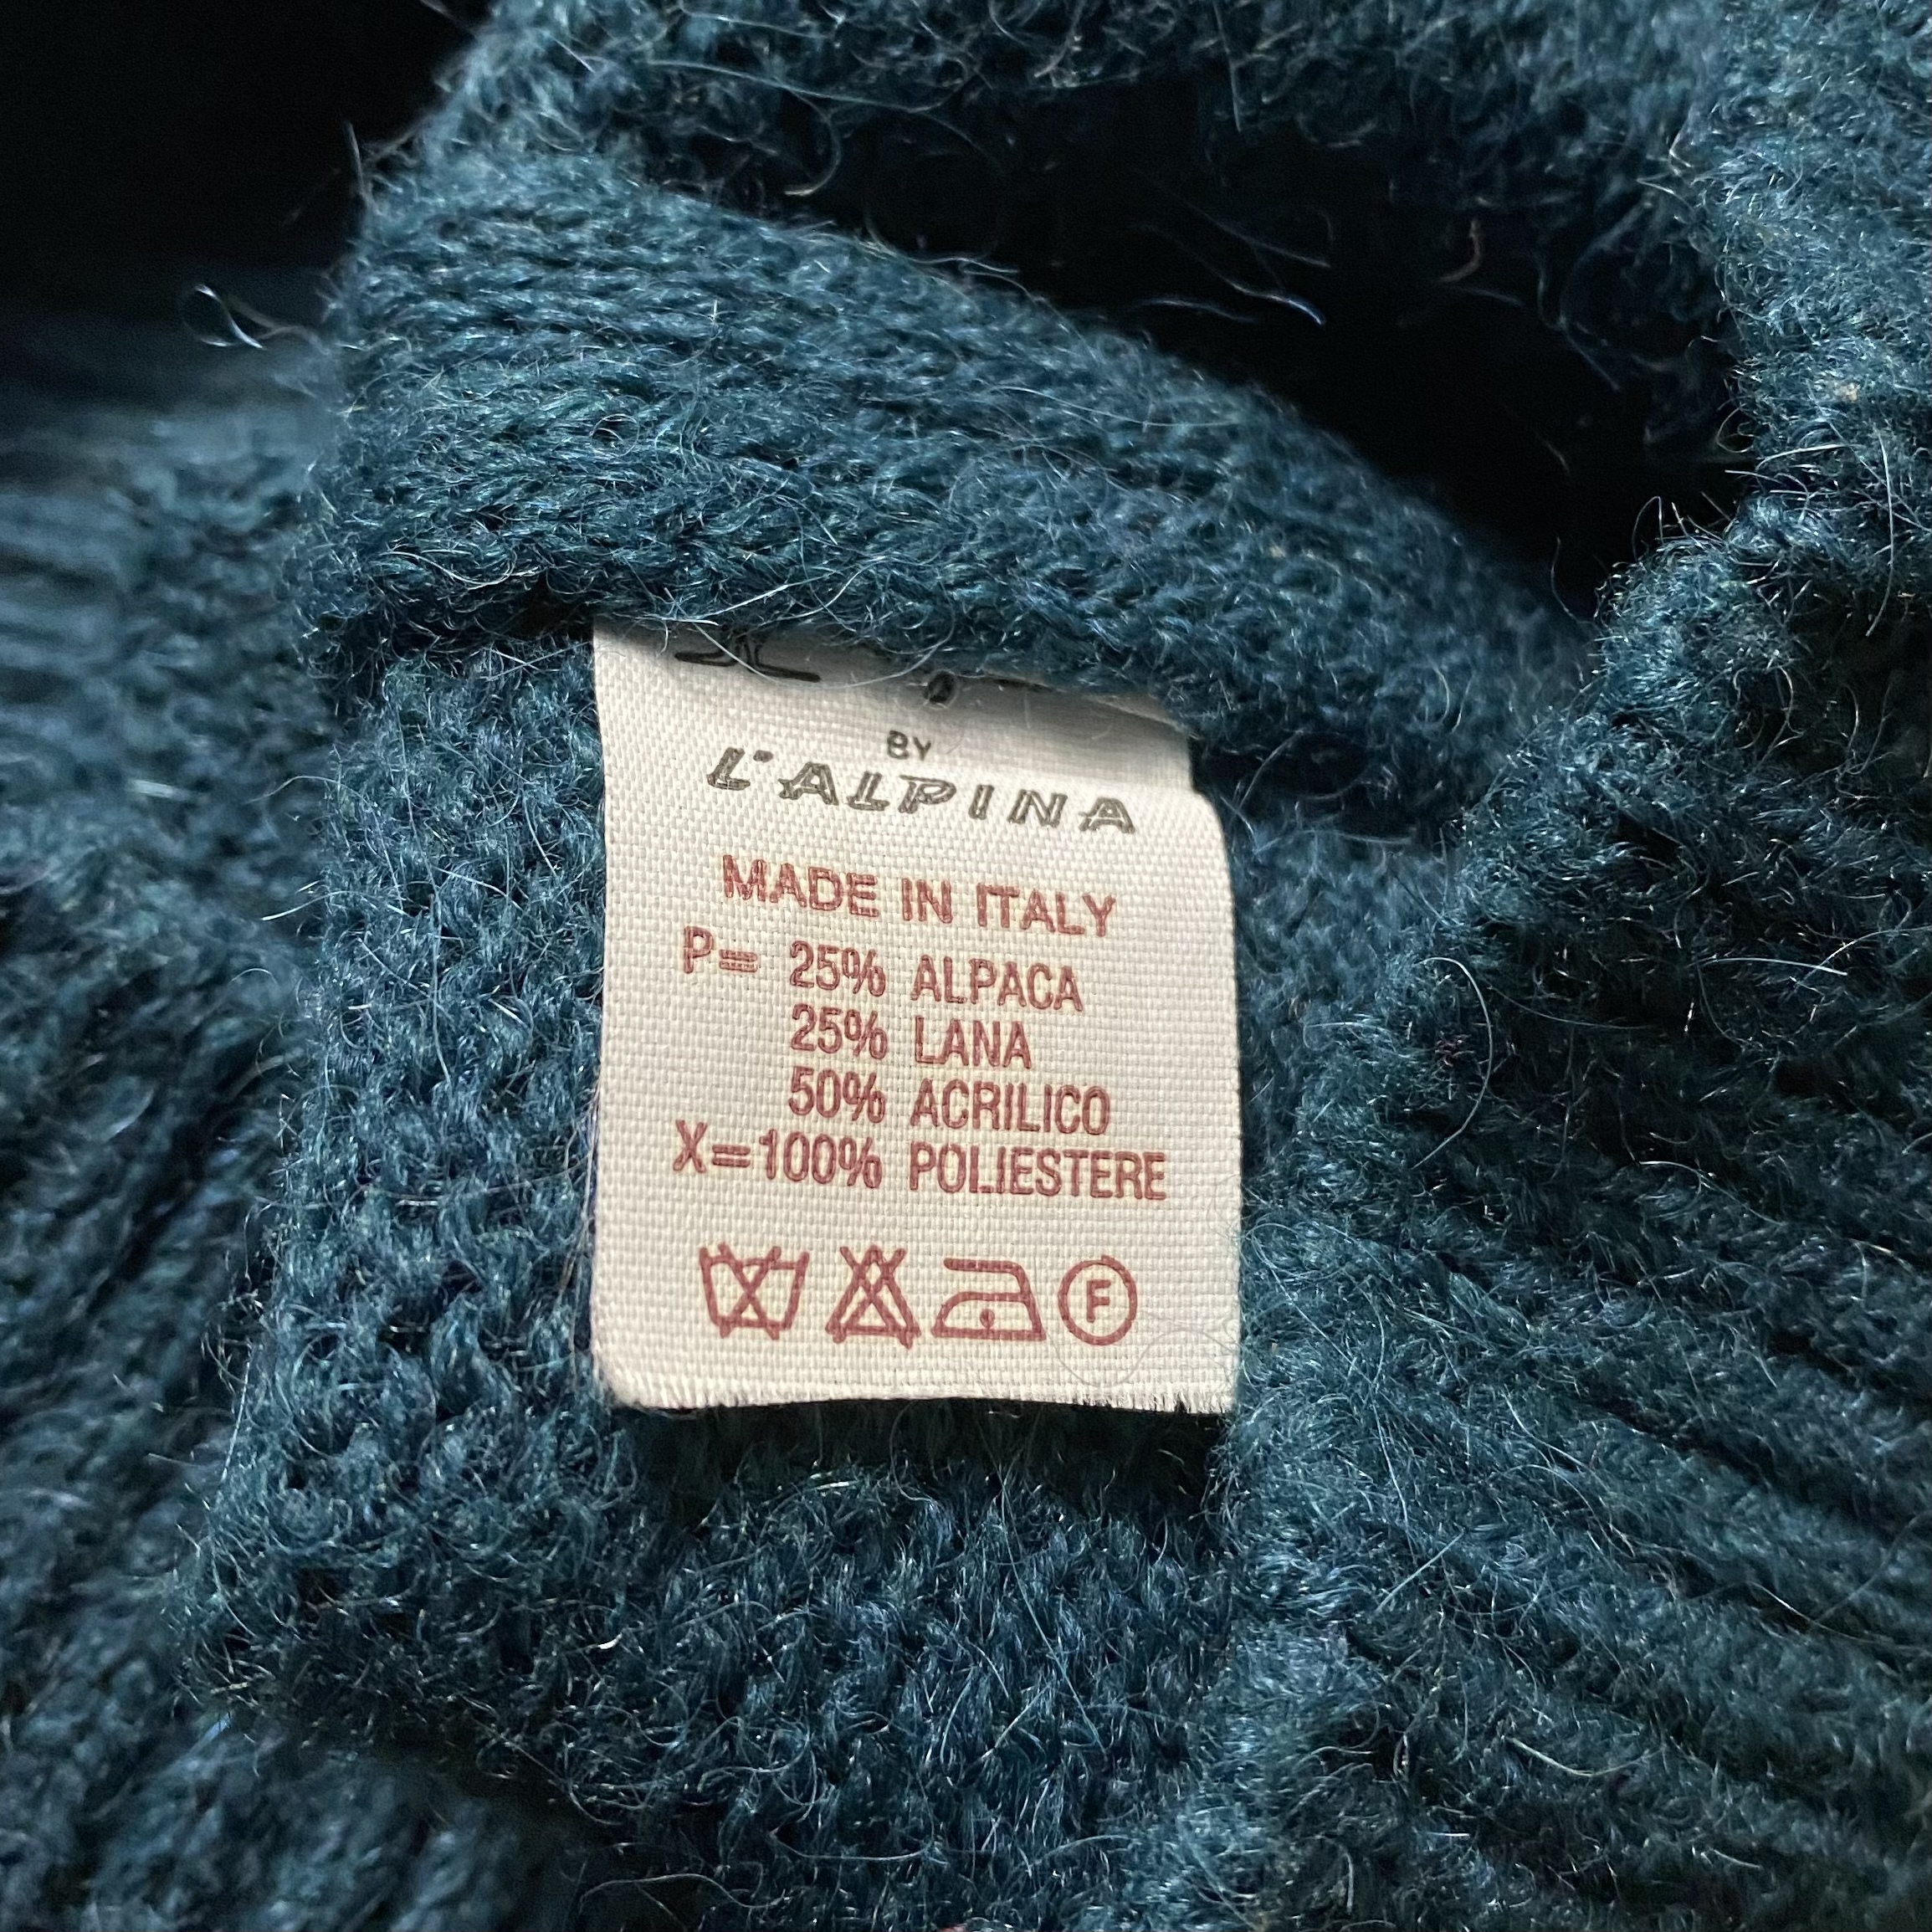 BY
L'ALPINA
MADE IN ITALY
P= 25% ALPACA
25% LANA
50% ACRILICO
X=100% POLIESTERE
F